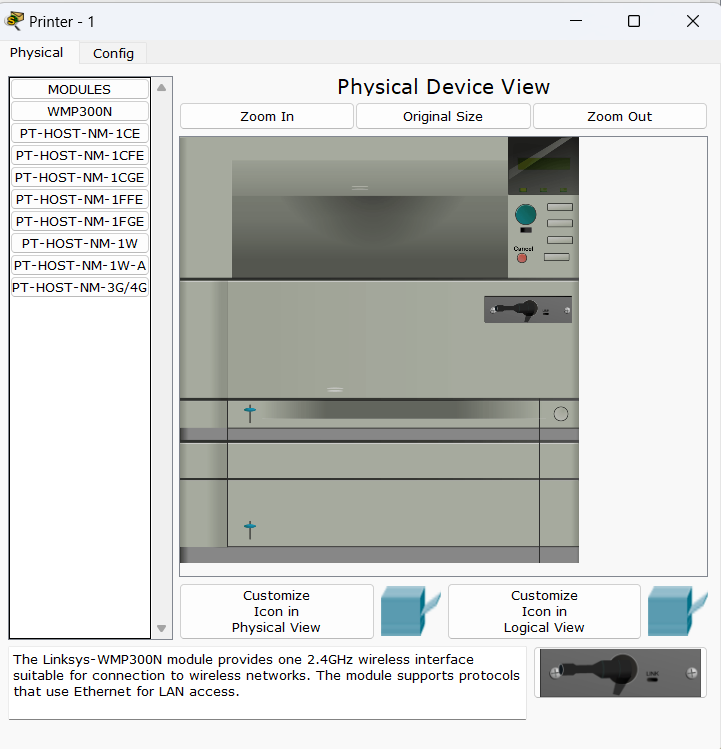 Printer - 1
Physical
Config
MODULES
WMP300N
PT-HOST-NM-1CE
PT-HOST-NM-1CFE
PT-HOST-NM-1CGE
PT-HOST-NM-1FFE
PT-HOST-NM-1FGE
PT-HOST-NM-1W
PT-HOST-NM-1W-A
PT-HOST-NM-3G/4G
Physical Device View
Zoom In
Original Size
Zoom Out
Cancel
Customize
Icon in
Physical View
Customize
Icon in
Logical View
The Linksys-WMP300N module provides one 2.4GHz wireless interface
suitable for connection to wireless networks. The module supports protocols
that use Ethernet for LAN access.
LINK